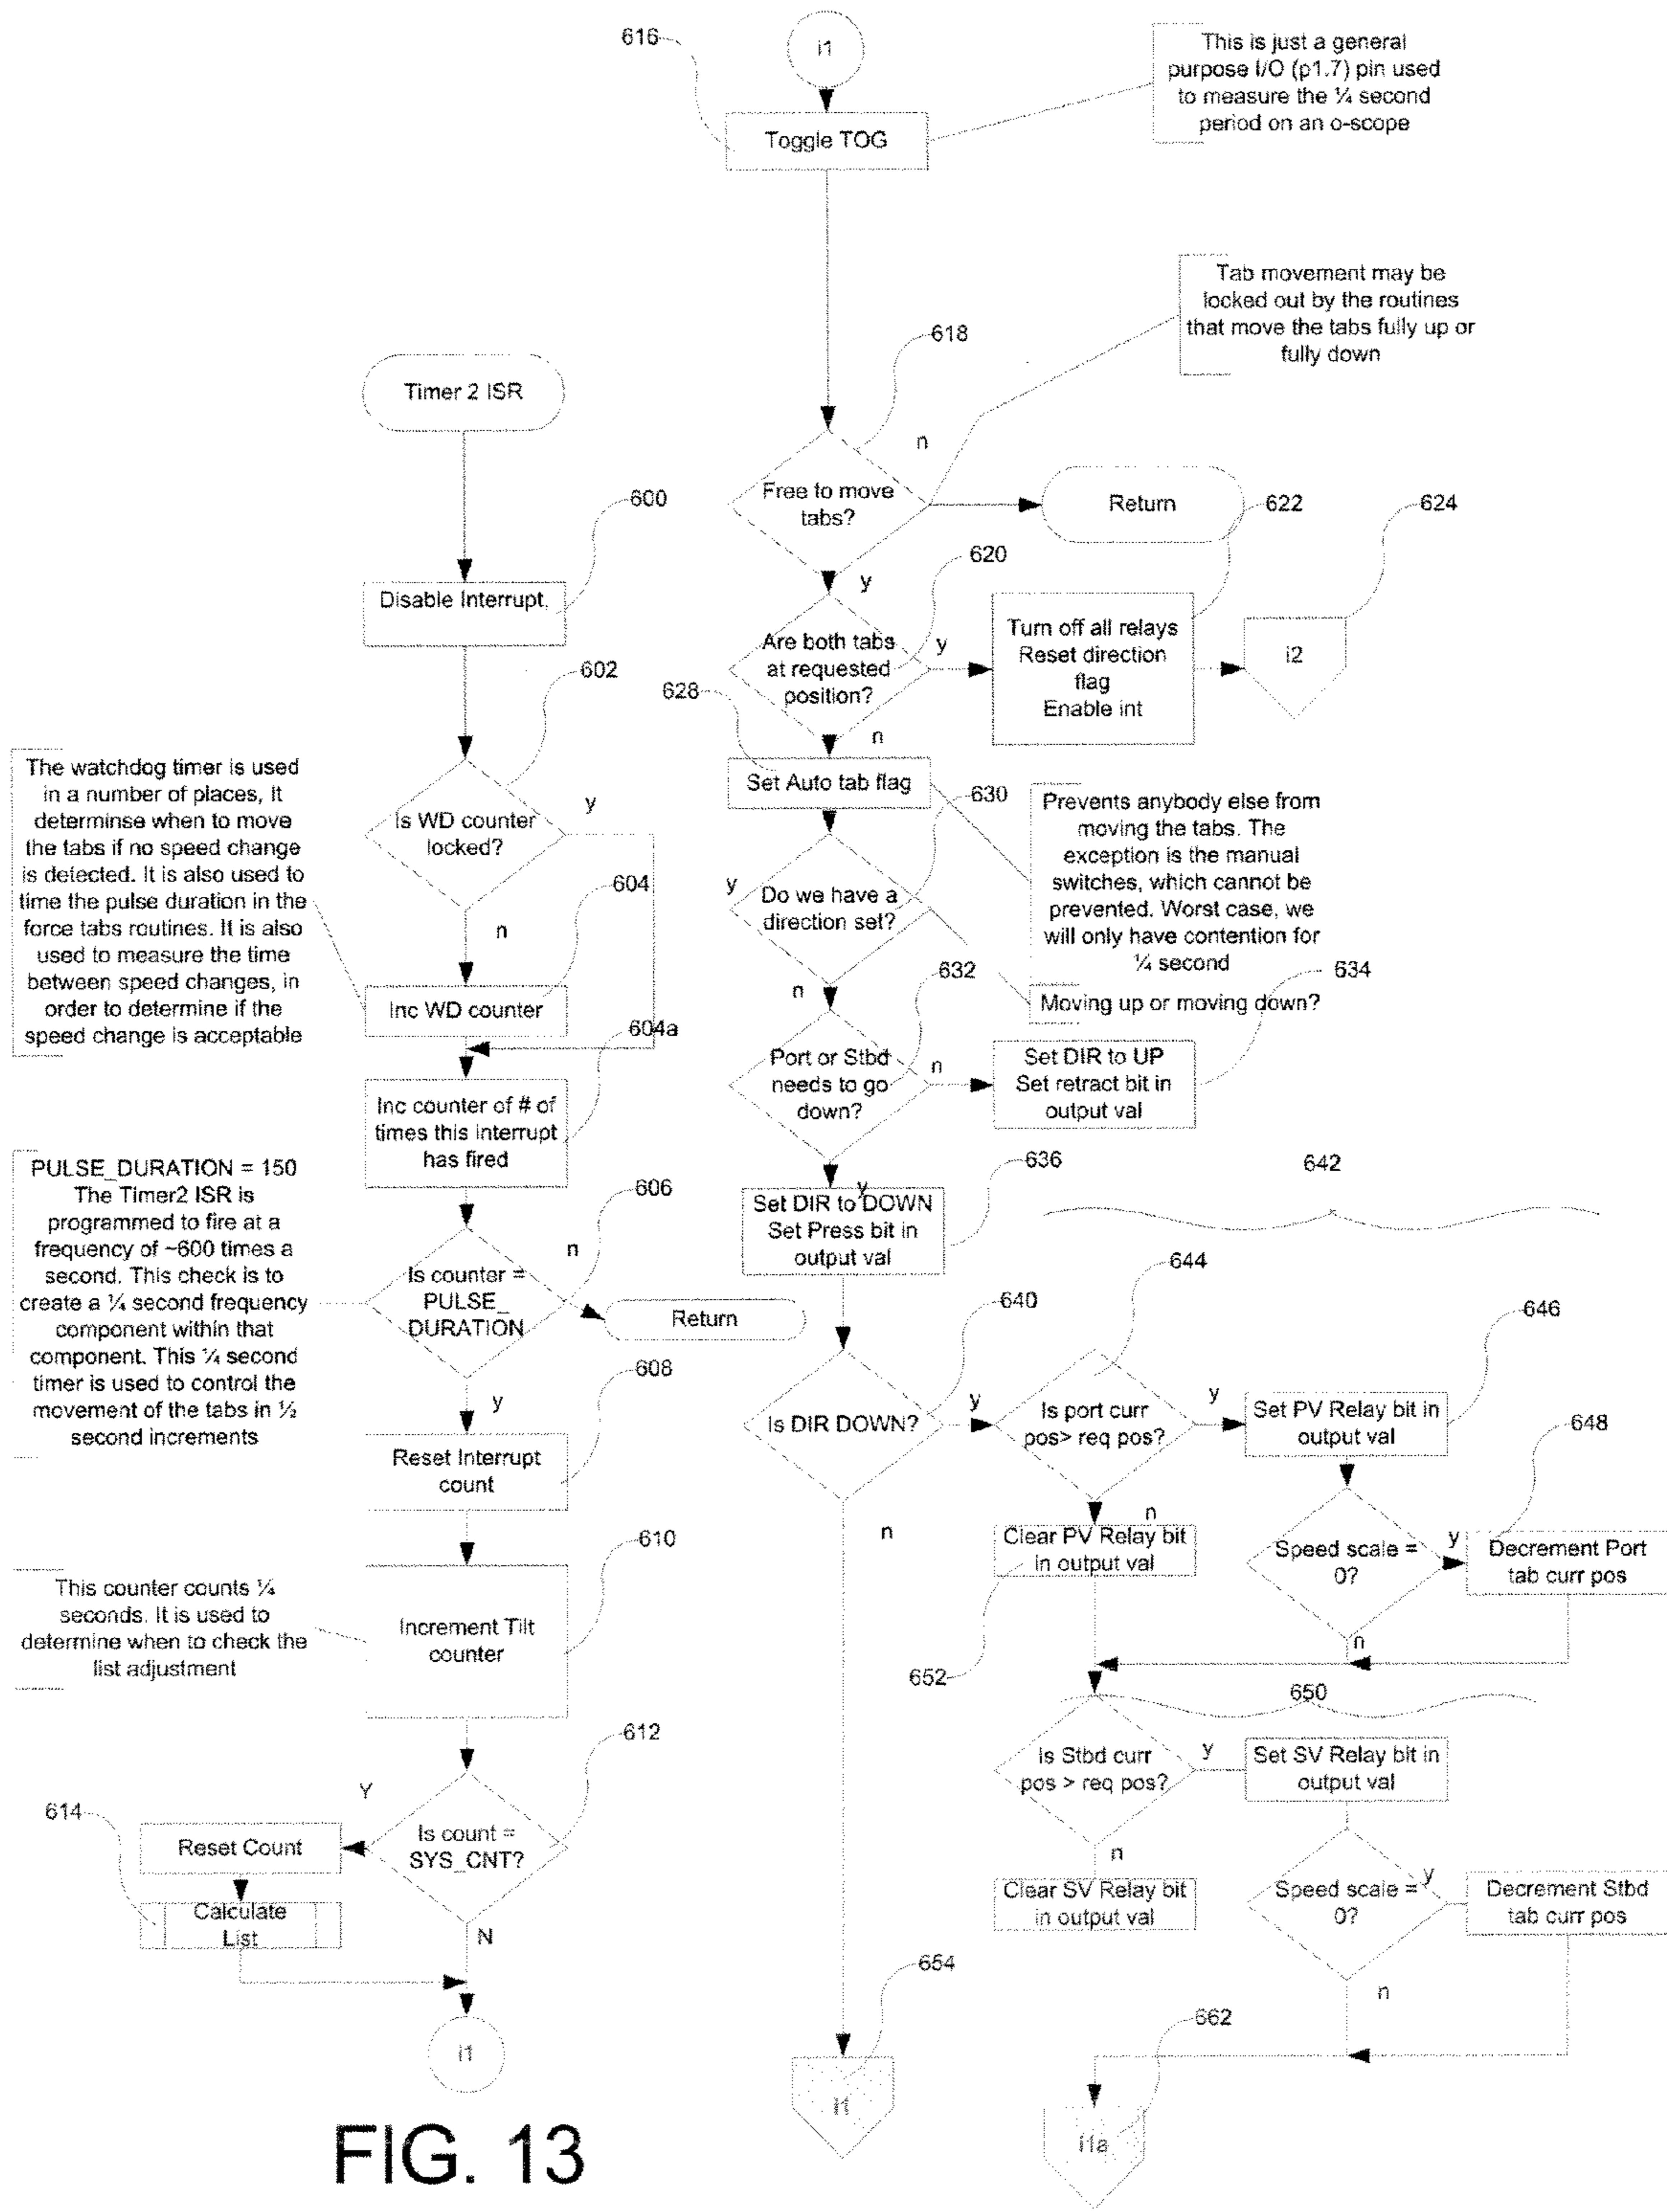 616
i1
This is just a general
purpose I/O (p1.7) pin used
to measure the ¼ second
period on an o-scope
Toggle TOG
Tab movement may be
locked out by the routines
that move the tabs fully up or
fully down
618
n
Free to move
tabs?
Return
622
624
y
620
Are both tabs
at requested
position?
y
Turn off all relays
Reset direction
flag
Enable int
i2
n
628
Set Auto tab flag
630
Prevents anybody else from
moving the tabs. The
exception is the manual
switches, which cannot be
prevented. Worst case, we
will only have contention for
¼ second
y
Do we have a
direction set?
n
Moving up or moving down?
632
634
Port or Stbd
needs to go
down?
n
Set DIR to UP
Set retract bit in
output val
y
636
Set DIR to DOWN
Set Press bit in
output val
642
640
644
646
Is DIR DOWN?
y
n
Is port curr
pos> req pos?
y
n
Set PV Relay bit in
output val
648
Clear PV Relay bit
in output val
652
Speed scale =
0?
y
n
Decrement Port
tab curr pos
650
Is Stbd curr
pos > req pos?
y
n
Set SV Relay bit in
output val
Clear SV Relay bit
in output val
Speed scale =
0?
y
n
Decrement Stbd
tab curr pos
654
i1
662
i1a
Timer 2 ISR
600
Disable Interrupt.
602
Is WD counter
locked?
y
n
The watchdog timer is used
in a number of places, it
determinse when to move
the tabs if no speed change
is detected. It is also used to
time the pulse duration in the
force tabs routines. It is also
used to measure the time
between speed changes, in
order to determine if the
speed change is acceptable
604
Inc WD counter
604a
Inc counter of # of
times this interrupt
has fired
PULSE_DURATION = 150
The Timer2 ISR is
programmed to fire at a
frequency of ~600 times a
second. This check is to
create a ¼ second frequency
component within that
component. This ¼ second
timer is used to control the
movement of the tabs in ½
second increments
606
Is counter =
PULSE_
DURATION
n
Return
y
608
Reset Interrupt
count
610
Increment Tilt
counter
This counter counts ¼
seconds. It is used to
determine when to check the
list adjustment
612
Is count =
SYS_CNT?
Y
N
614
Reset Count
Calculate
List
i1
FIG. 13